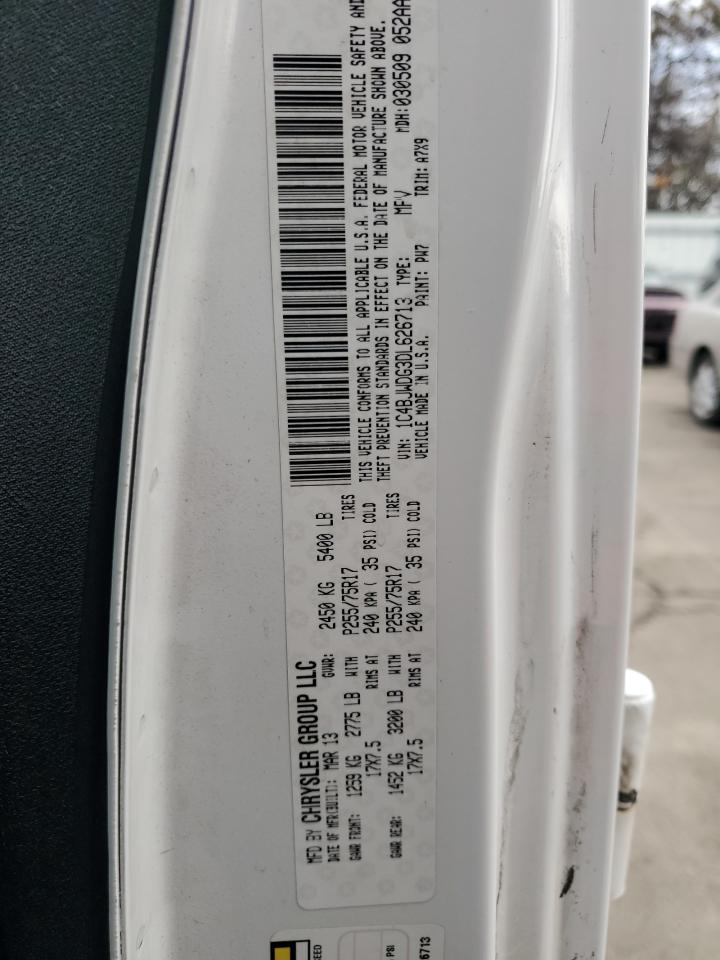 MFD BY CHRYSLER GROUP LLC
DATE OF MFR(BUILT): MAR 13 GVWR: 2450 KG 5400 LB
GAWR FRONT: 1259 KG 2775 LB WITH P255/75R17 TIRES
17X7.5 RIMS AT 240 KPA ( 35 PSI) COLD
GAWR REAR: 1452 KG 3200 LB WITH P255/75R17 TIRES
17X7.5 RIMS AT 240 KPA ( 35 PSI) COLD
THIS VEHICLE CONFORMS TO ALL APPLICABLE U.S.A. FEDERAL MOTOR VEHICLE SAFETY AND
THEFT PREVENTION STANDARDS IN EFFECT ON THE DATE OF MANUFACTURE SHOWN ABOVE.
VIN: 1C4BJWDG3DL626713 TYPE: MPV MDH:030509 052AA
VEHICLE MADE IN U.S.A. PAINT: PW7 TRIM: A7X9
PSI
6713